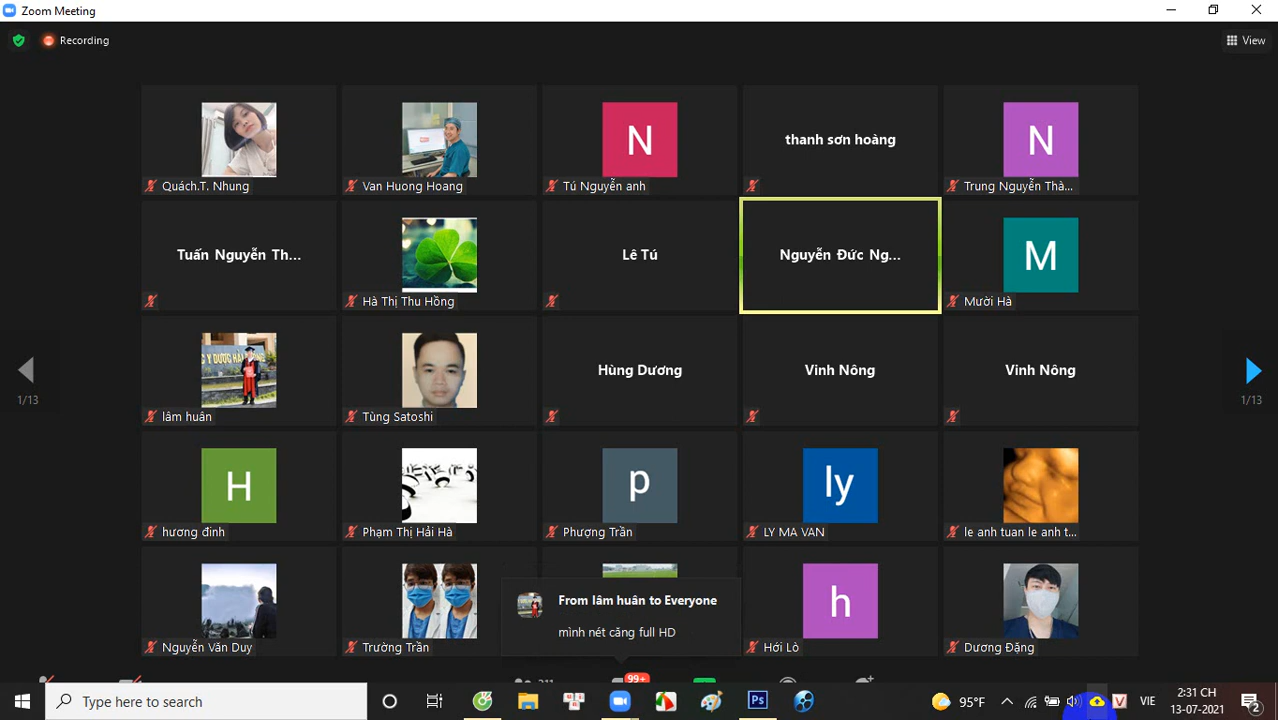 Zoom Meeting
Recording
View
Quách.T. Nhung
Van Huong Hoang
N
Tú Nguyễn anh
thanh sơn hoàng
N
Trung Nguyễn Thà...
Tuấn Nguyễn Th...
Hà Thị Thu Hồng
Lê Tú
Nguyễn Đức Ng...
M
Mười Hà
1/13
1/13
Y DƯỢC HẢI
lâm huân
Tùng Satoshi
Hùng Dương
Vinh Nông
Vinh Nông
H
hương đinh
Phạm Thị Hải Hà
p
Phượng Trần
ly
LY MA VAN
le anh tuan le anh t...
Nguyễn Văn Duy
Trường Trần
From lâm huân to Everyone
mình nét căng full HD
h
Hới Lò
Dương Đặng
99+
Type here to search
Ps
95°F
V
VIE
2:31 CH
13-07-2021
2